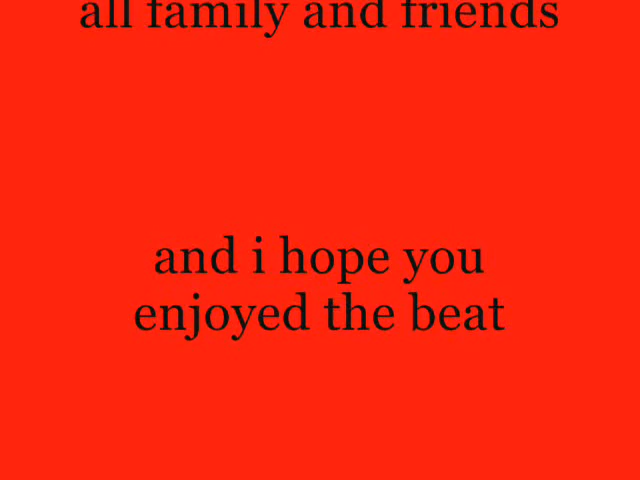 all family and friends
and i hope you
enjoyed the beat